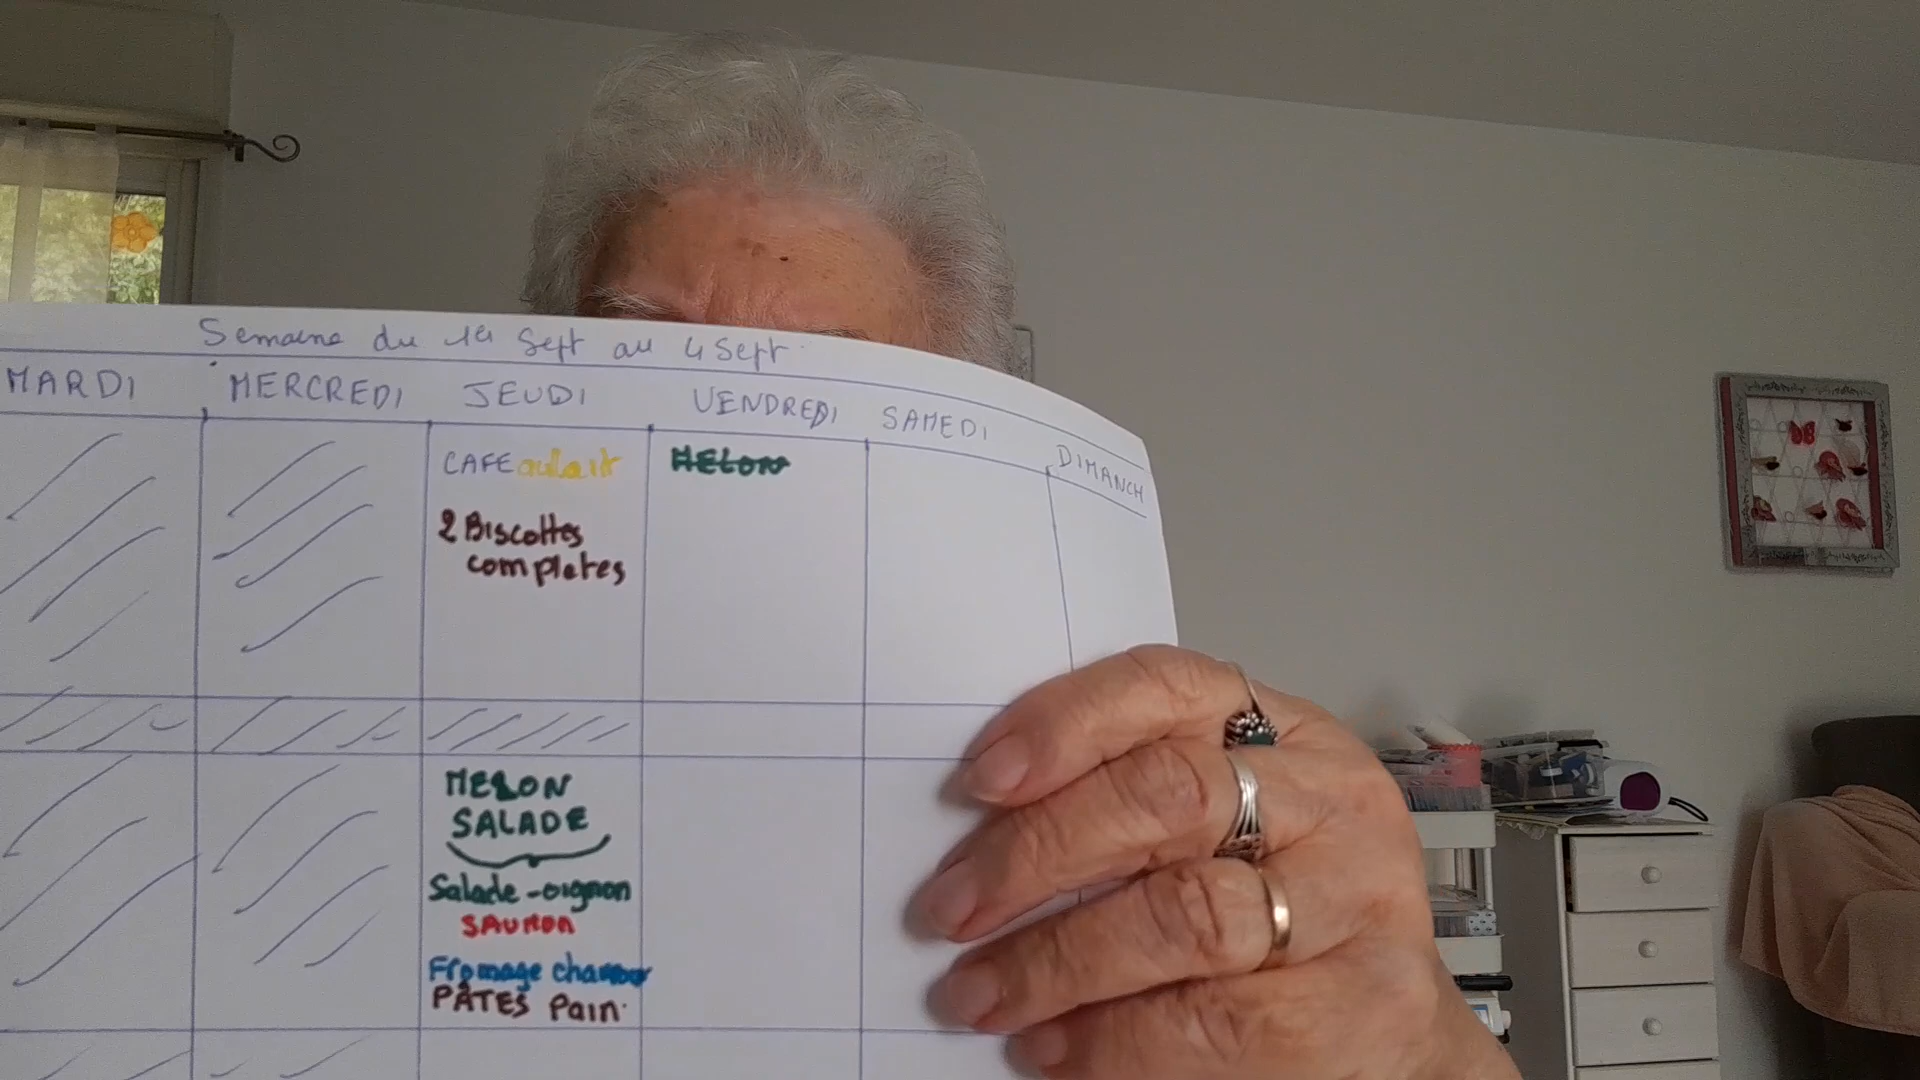 Semaine du 1er Sept au 4 Sept
MARDI MERCREDI JEUDI VENDREDI SAMEDI DIMANCH
CAFE au lait
2 Biscottes
complètes
MELON
MELON
SALADE
Salade - oignon
SAUMON
Fromage
PÂTES Pain